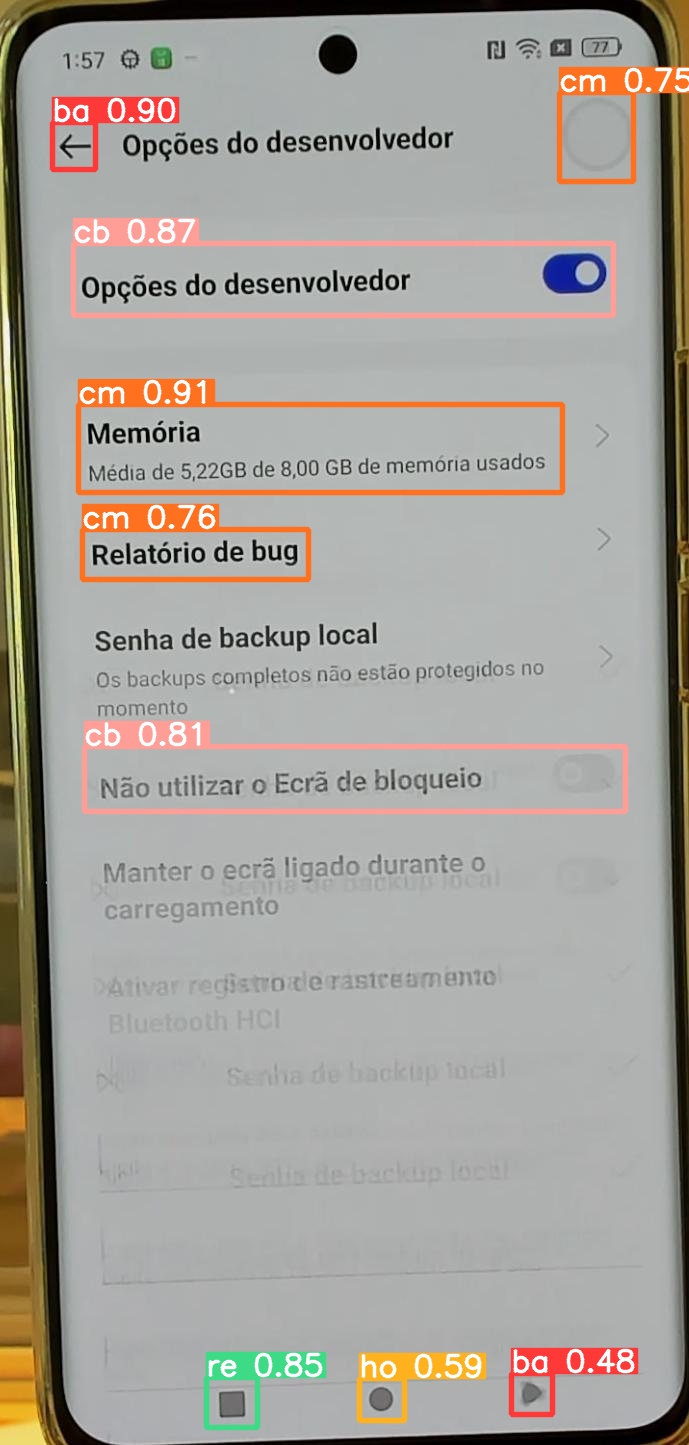 1:57
77
cm 0.75
ba 0.90
Opções do desenvolvedor
cb 0.87
Opções do desenvolvedor
cm 0.91
Memória
Média de 5,22GB de 8,00 GB de memória usados
cm 0.76
Relatório de bug
Senha de backup local
Os backups completos não estão protegidos no
momento
cb 0.81
Não utilizar o Ecrã de bloqueio
Manter o ecrã ligado durante o
Senha de backup local
carregamento
Ativar registro de rastreamento
Bluetooth HCI
Senha de backup local
Senha de backup local
re 0.85
ho 0.59
ba 0.48